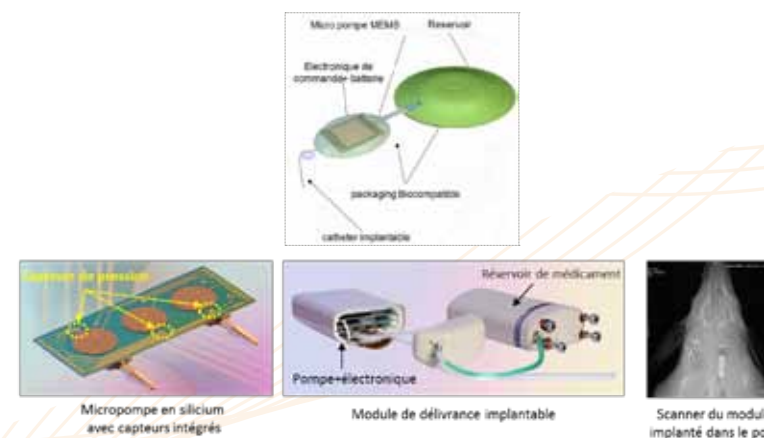 Micro pompe MEMS
Reservoir
Electronique de
commande+ batterie
packaging Biocompatible
catheter implantable
Capteurs de pression
Réservoir de médicament
Pompe+électronique
Micropompe en silicium
avec capteurs intégrés
Module de délivrance implantable
Scanner du modul
implanté dans le po